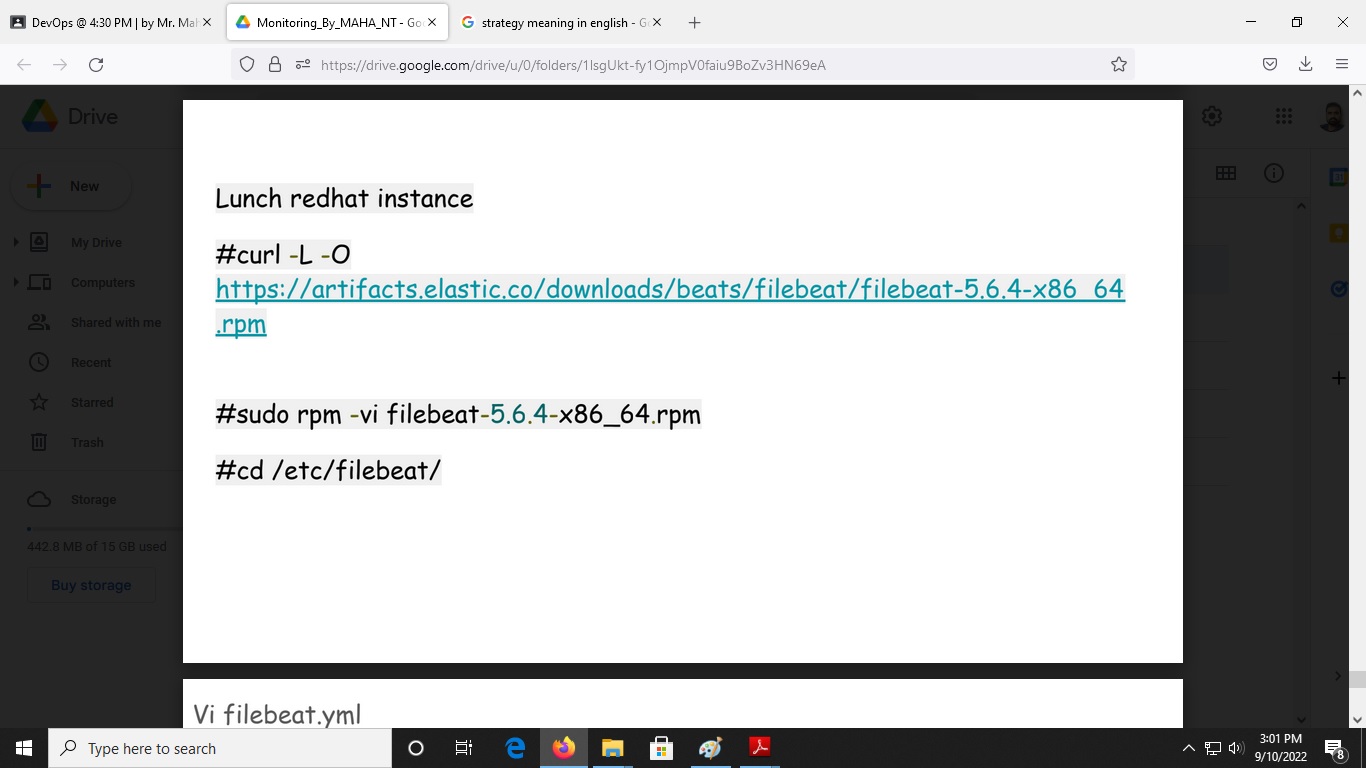 DevOps @ 4:30 PM | by Mr. Mah
Monitoring_By_MAHA_NT - Goo
strategy meaning in english - Go
https://drive.google.com/drive/u/0/folders/1lsgUkt-fy1OjmpV0faiu9BoZv3HN69eA
Drive
New
My Drive
Computers
Shared with me
Recent
Starred
Trash
Storage
442.8 MB of 15 GB used
Buy storage
Lunch redhat instance
#curl -L -O
https://artifacts.elastic.co/downloads/beats/filebeat/filebeat-5.6.4-x86_64
.rpm
#sudo rpm -vi filebeat-5.6.4-x86_64.rpm
#cd /etc/filebeat/
Vi filebeat.yml
Type here to search
3:01 PM
9/10/2022
8